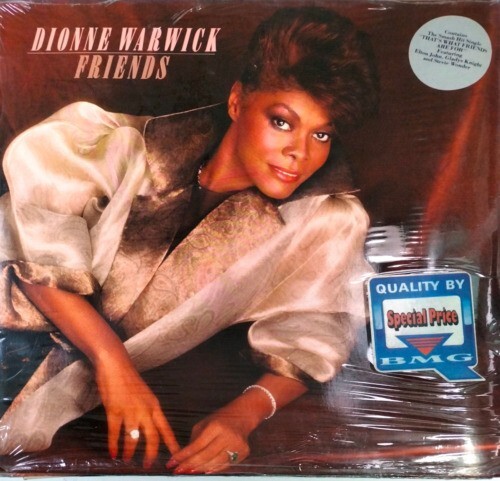 DIONNE WARWICK
FRIENDS
Contains
The Smash Hit Single
"THAT'S WHAT FRIENDS
ARE FOR"
Featuring
Elton John, Gladys Knight
and Stevie Wonder
QUALITY BY
Special Price
BMG